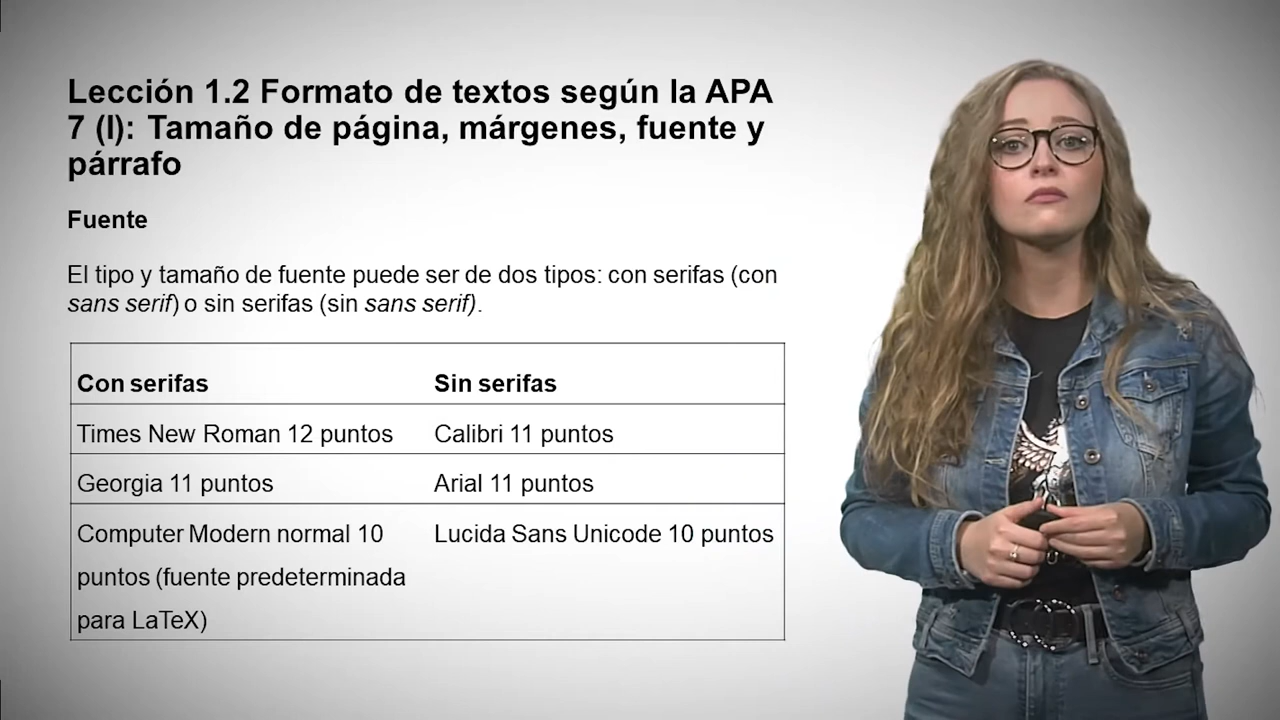 Lección 1.2 Formato de textos según la APA
7 (I): Tamaño de página, márgenes, fuente y
párrafo
Fuente
El tipo y tamaño de fuente puede ser de dos tipos: con serifas (con
sans serif) o sin serifas (sin sans serif).
Con serifas Sin serifas
Times New Roman 12 puntos Calibri 11 puntos
Georgia 11 puntos Arial 11 puntos
Computer Modern normal 10 Lucida Sans Unicode 10 puntos
puntos (fuente predeterminada
para LaTeX)